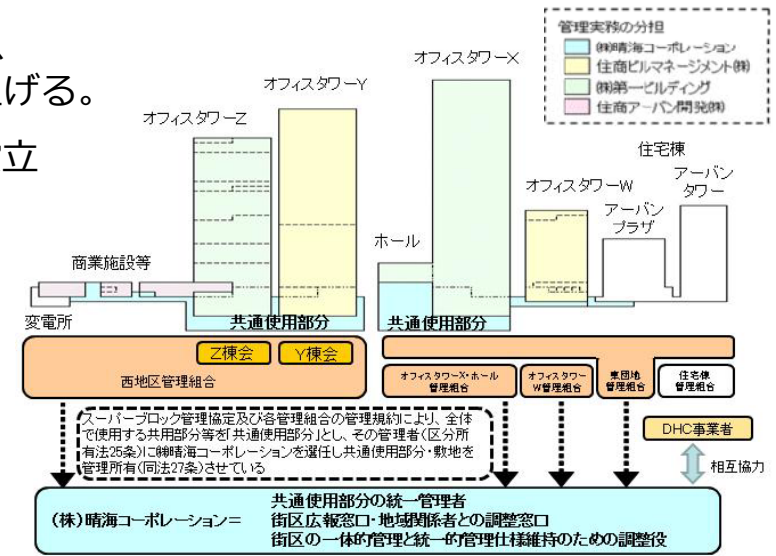 、
げる。
立
管理実務の分担
㈱晴海コーポレーション
住商ビルマネージメント㈱
㈱第一ビルディング
住商アーバン開発㈱
オフィスタワーX
オフィスタワーY
オフィスタワーZ
住宅棟
アーバン
タワー
オフィスタワーW
アーバン
プラザ
ホール
商業施設等
変電所
共通使用部分
共通使用部分
Z棟会
Y棟会
西地区管理組合
オフィスタワーX・ホール
管理組合
オフィスタワー
W管理組合
東団地
管理組合
住宅棟
管理組合
スーパーブロック管理協定及び各管理組合の管理規約により、全体
で使用する共用部分等を「共通使用部分」とし、その管理者(区分所
有法25条)に㈱晴海コーポレーションを選任し共通使用部分・敷地を
管理所有(同法27条)させている
DHC事業者
相互協力
(株)晴海コーポレーション=
共通使用部分の統一管理者
街区広報窓口・地域関係者との調整窓口
街区の一体的管理と統一的管理仕様維持のための調整役